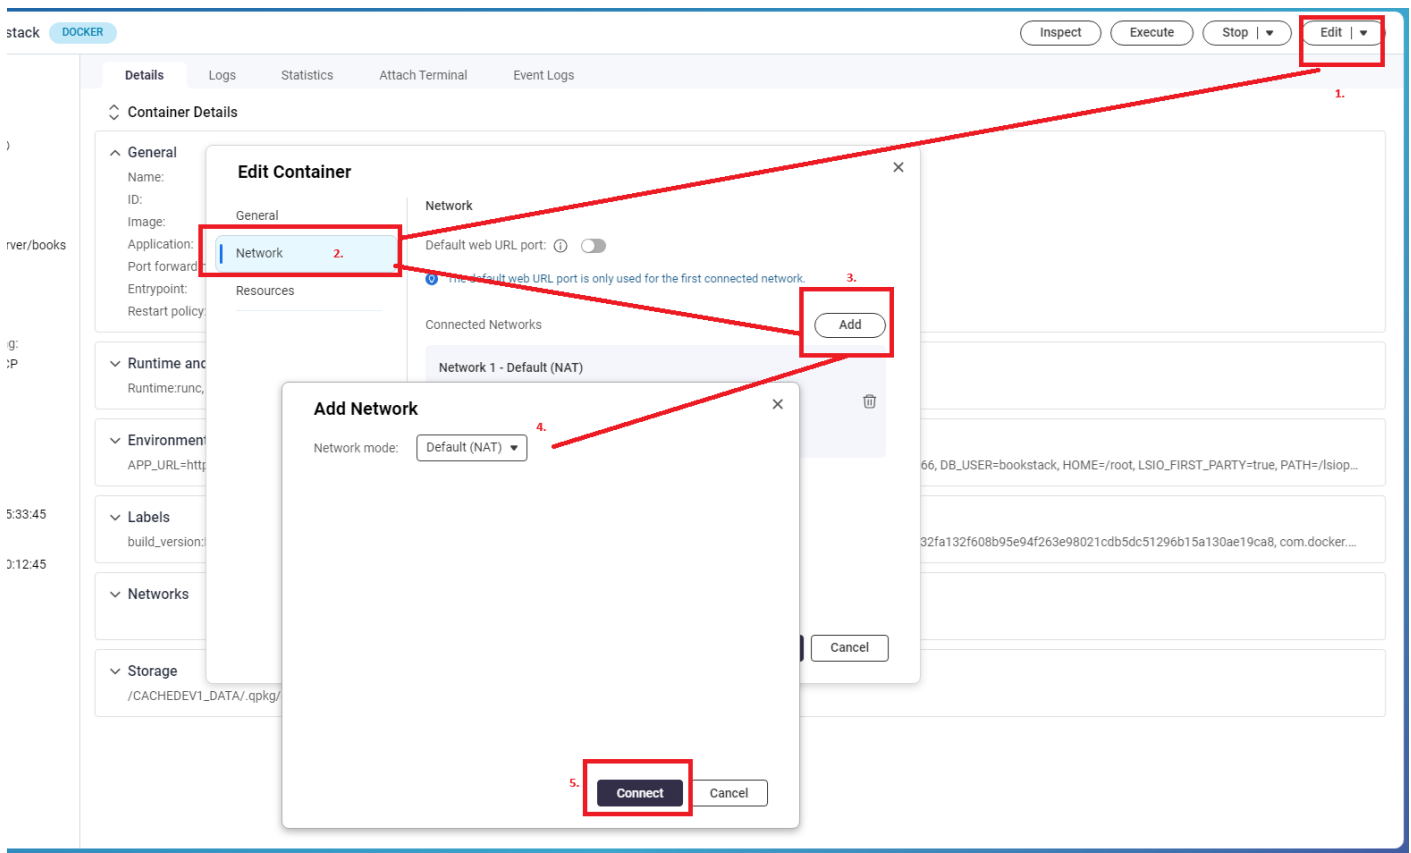 stack DOCKER
Inspect Execute Stop Edit
1.
Details Logs Statistics Attach Terminal Event Logs
Container Details
General
Name:
ID:
Image:
rver/books Application:
Port forward
Entrypoint:
Restart policy:
g:
CP
Runtime and
Runtime:runc,
Environment
APP_URL=http
66, DB_USER=bookstack, HOME=/root, LSIO_FIRST_PARTY=true, PATH=/lsiop...
5:33:45
Labels
build_version:
32fa132f608b95e94f263e98021cdb5dc51296b15a130ae19ca8, com.docker....
0:12:45
Networks
Storage
/CACHEDEV1_DATA/.qpkg/
Edit Container
General
Network 2.
Resources
Network
Default web URL port:
The default web URL port is only used for the first connected network.
3.
Connected Networks Add
Network 1 - Default (NAT)
Cancel
Add Network
4.
Network mode: Default (NAT)
5.
Connect Cancel